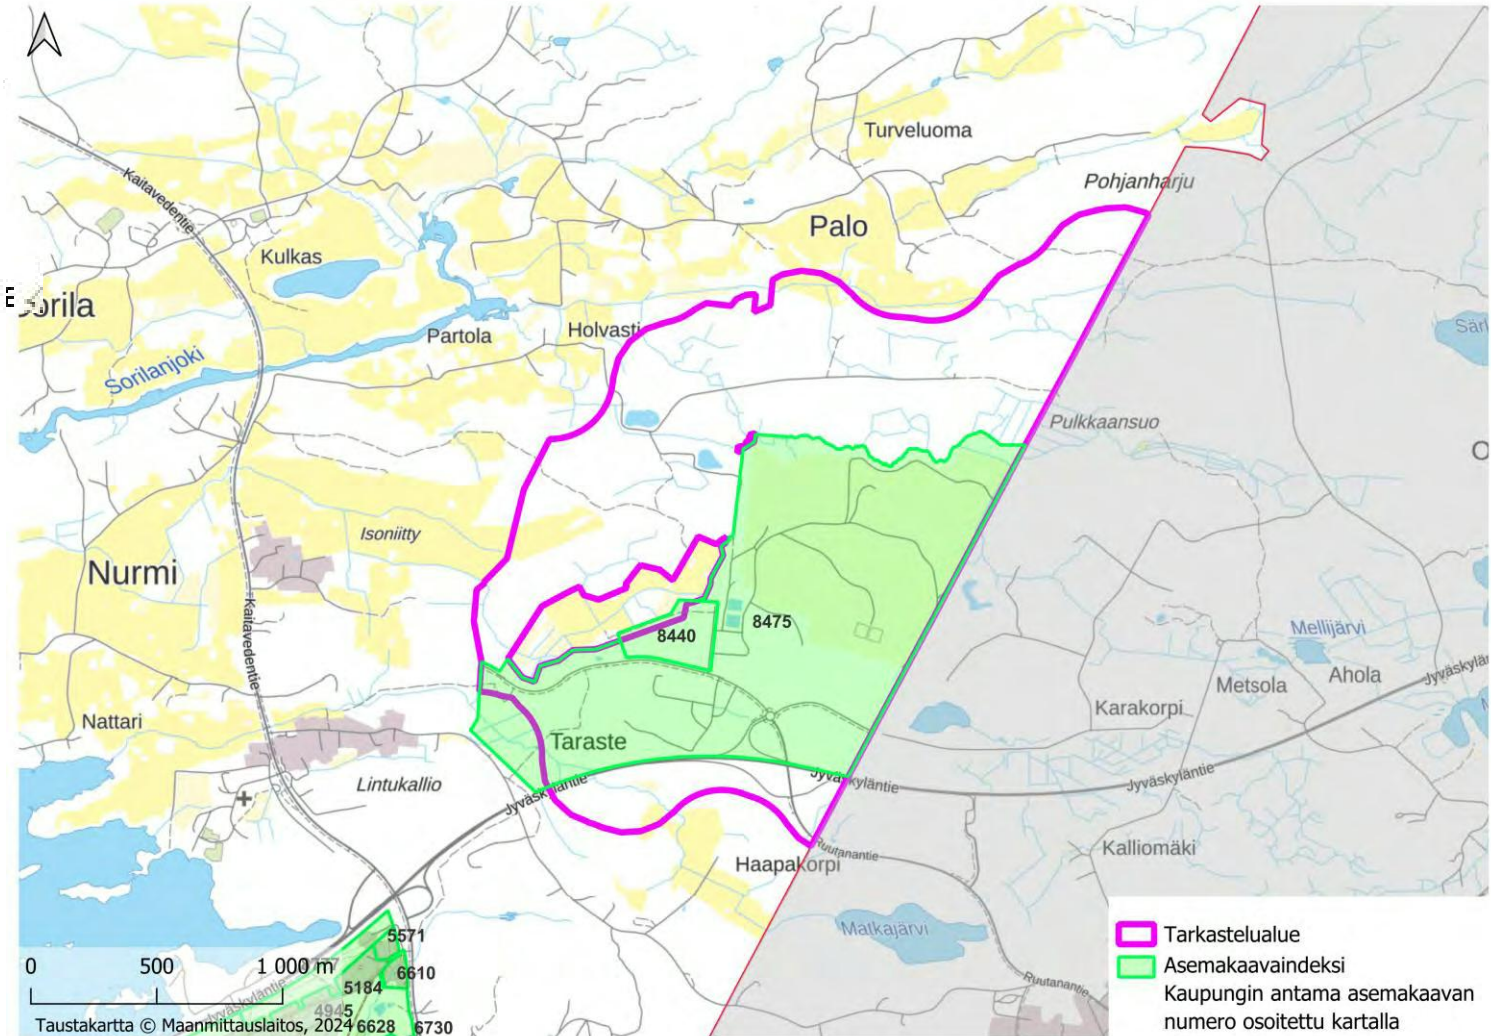 Turveluoma
Pohjanharju
Kaitavedentie
Palo
Kulkas
Partola
Holvasti
Sorilanjoki
Pulkkaansuo
Isoniitty
Nurmi
Kaitavedentie
8440
8475
Mellijärvi
Ahola
Metsola
Karakorpi
Nattari
Taraste
Lintukallio
Jyväskyläntie
Jyväskyläntie
Jyväskyläntie
Ruutanantie
Haapakorpi
Kalliomäki
Matkajärvi
Ruutanantie
5571
6610
5184
4945
6628
6730
0 500 1 000 m
Taustakartta © Maanmittauslaitos, 2024
Tarkastelualue
Asemakaavaindeksi
Kaupungin antama asemakaavan
numero osoitettu kartalla